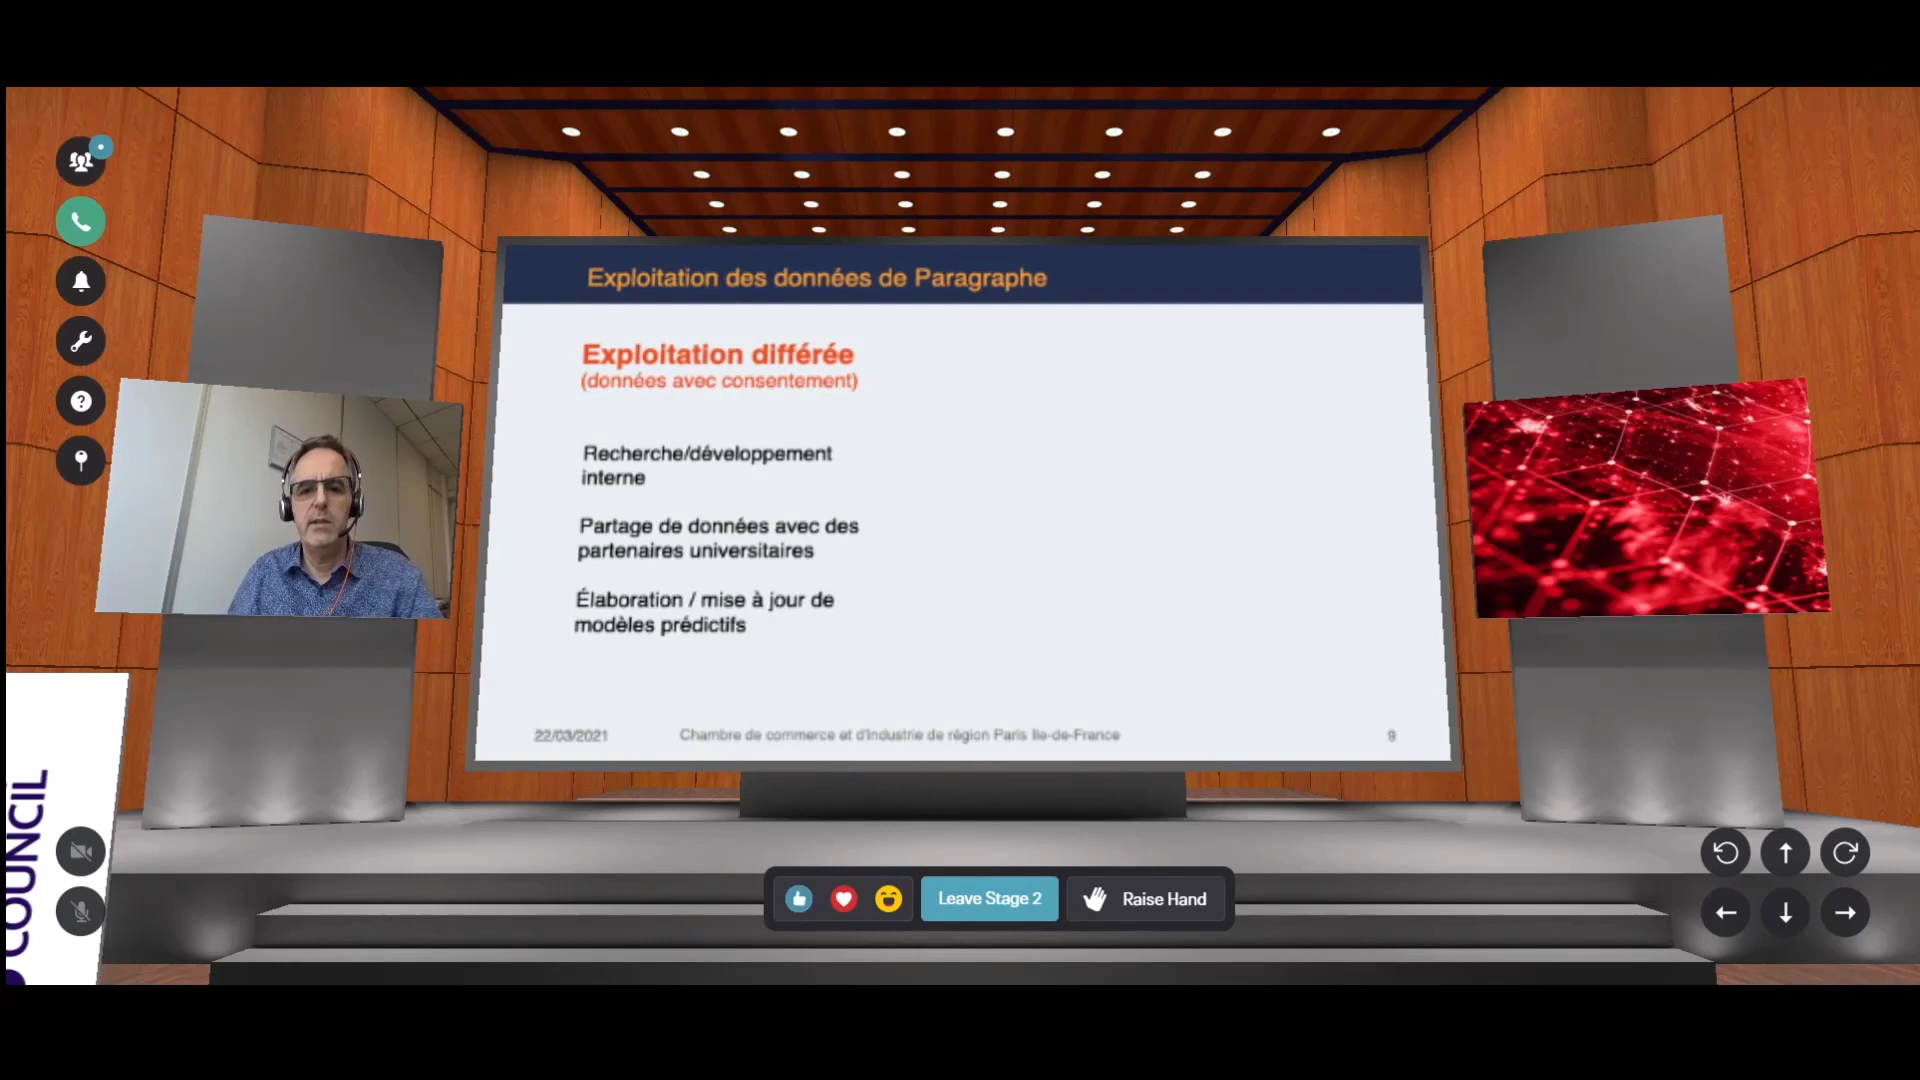 Exploitation des données de Paragraphe
Exploitation différée
(données avec consentement)
Recherche/développement
interne
Partage de données avec des
partenaires universitaires
Élaboration / mise à jour de
modèles prédictifs
22/03/2021 Chambre de commerce et d'industrie de région Paris Ile-de-France 9
COUNCIL
Leave Stage 2 Raise Hand